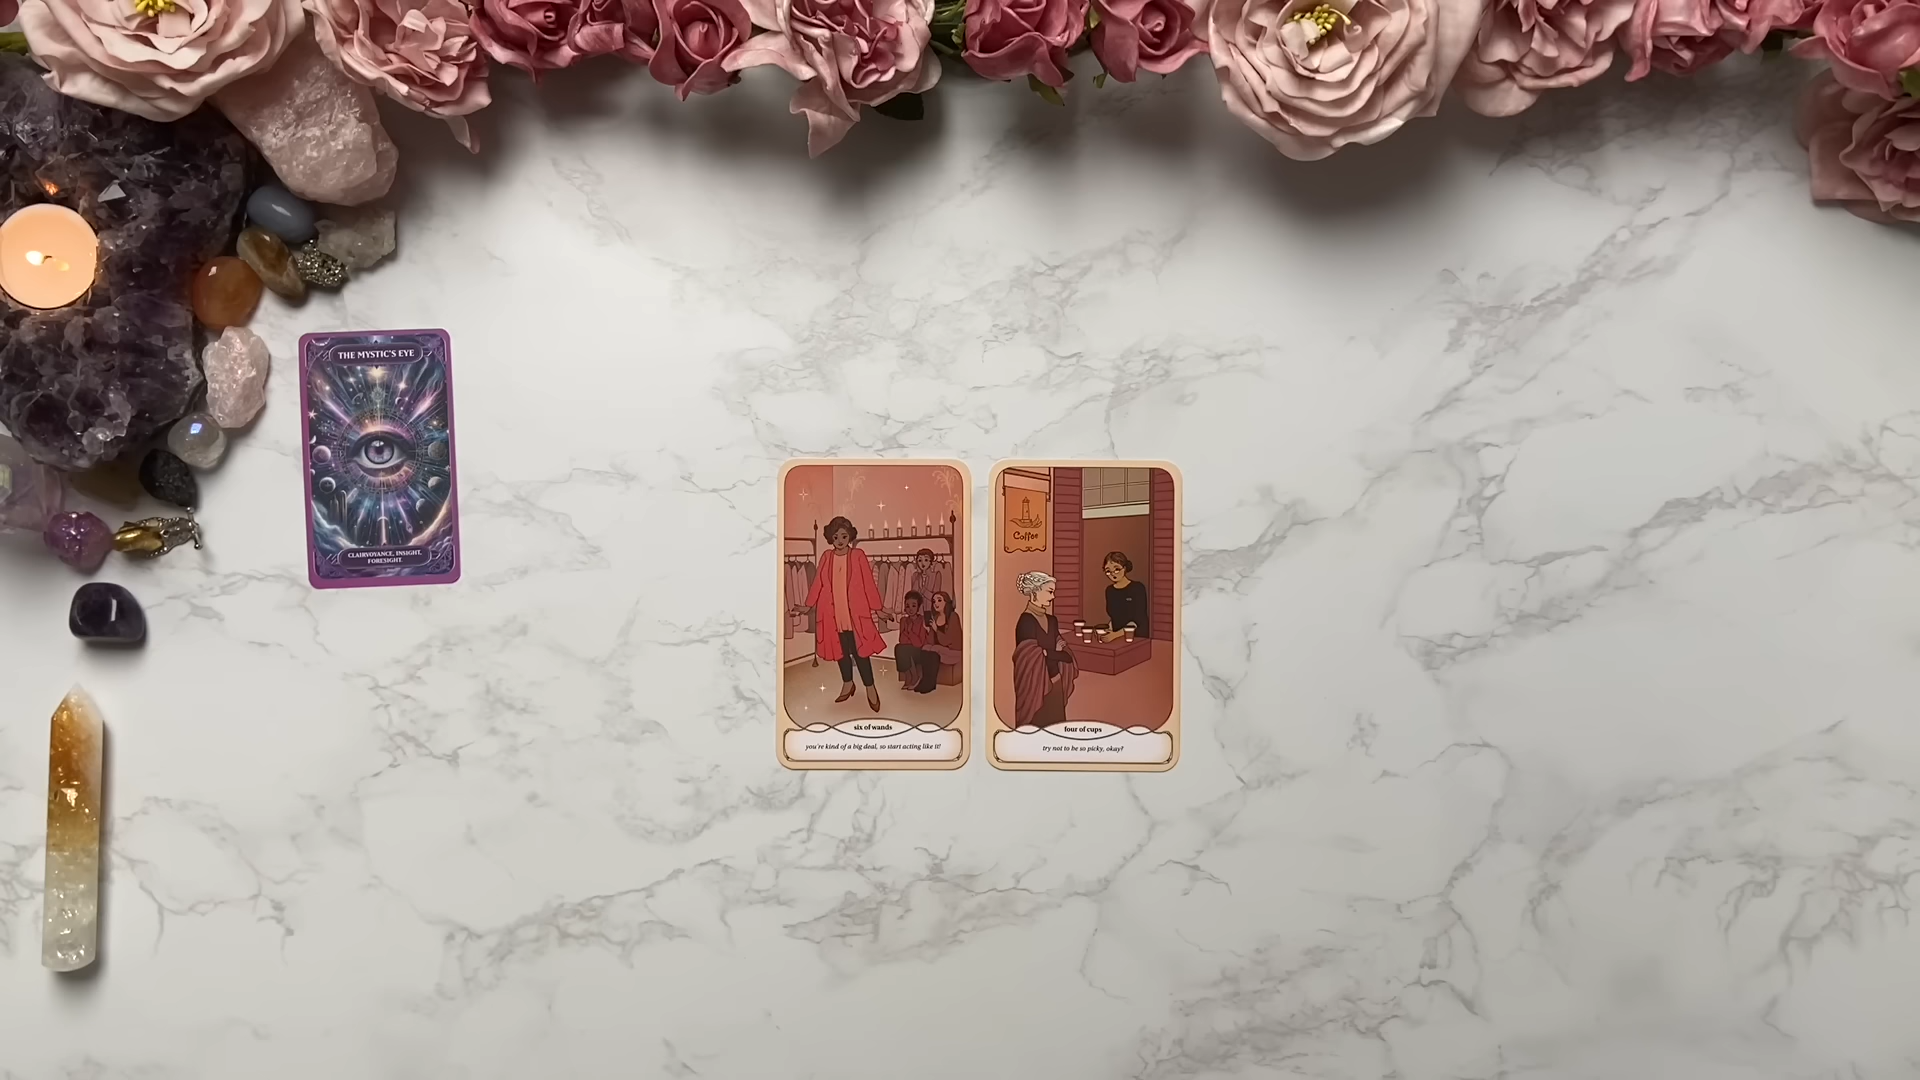 THE MYSTIC'S EYE
CLAIRVOYANCE, INSIGHT,
FORESIGHT.
six of wands
you're kind of a big deal, so start acting like it!
Coffee
four of cups
try not to be so picky, okay?